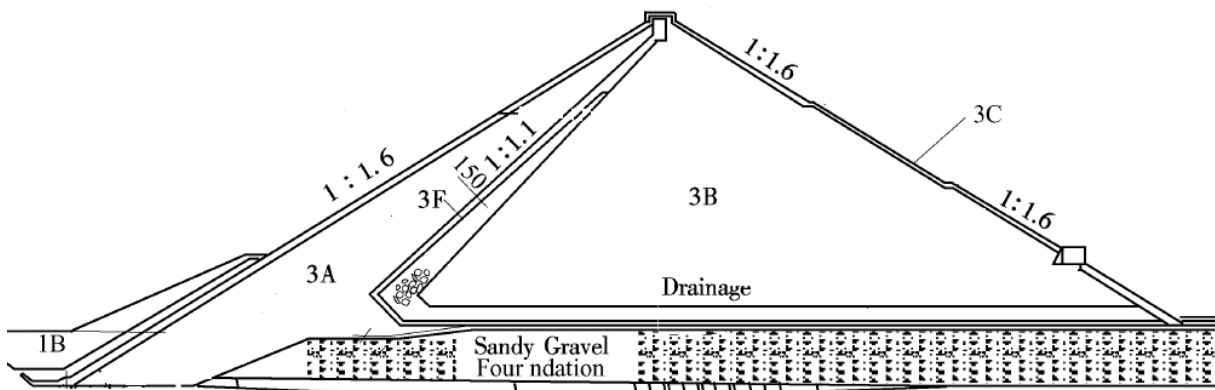 1:1.6
3C
1 : 1.6
1:1.1
150
3F
3B
1:1.6
3A
Drainage
1B
Sandy Gravel
Four ndation